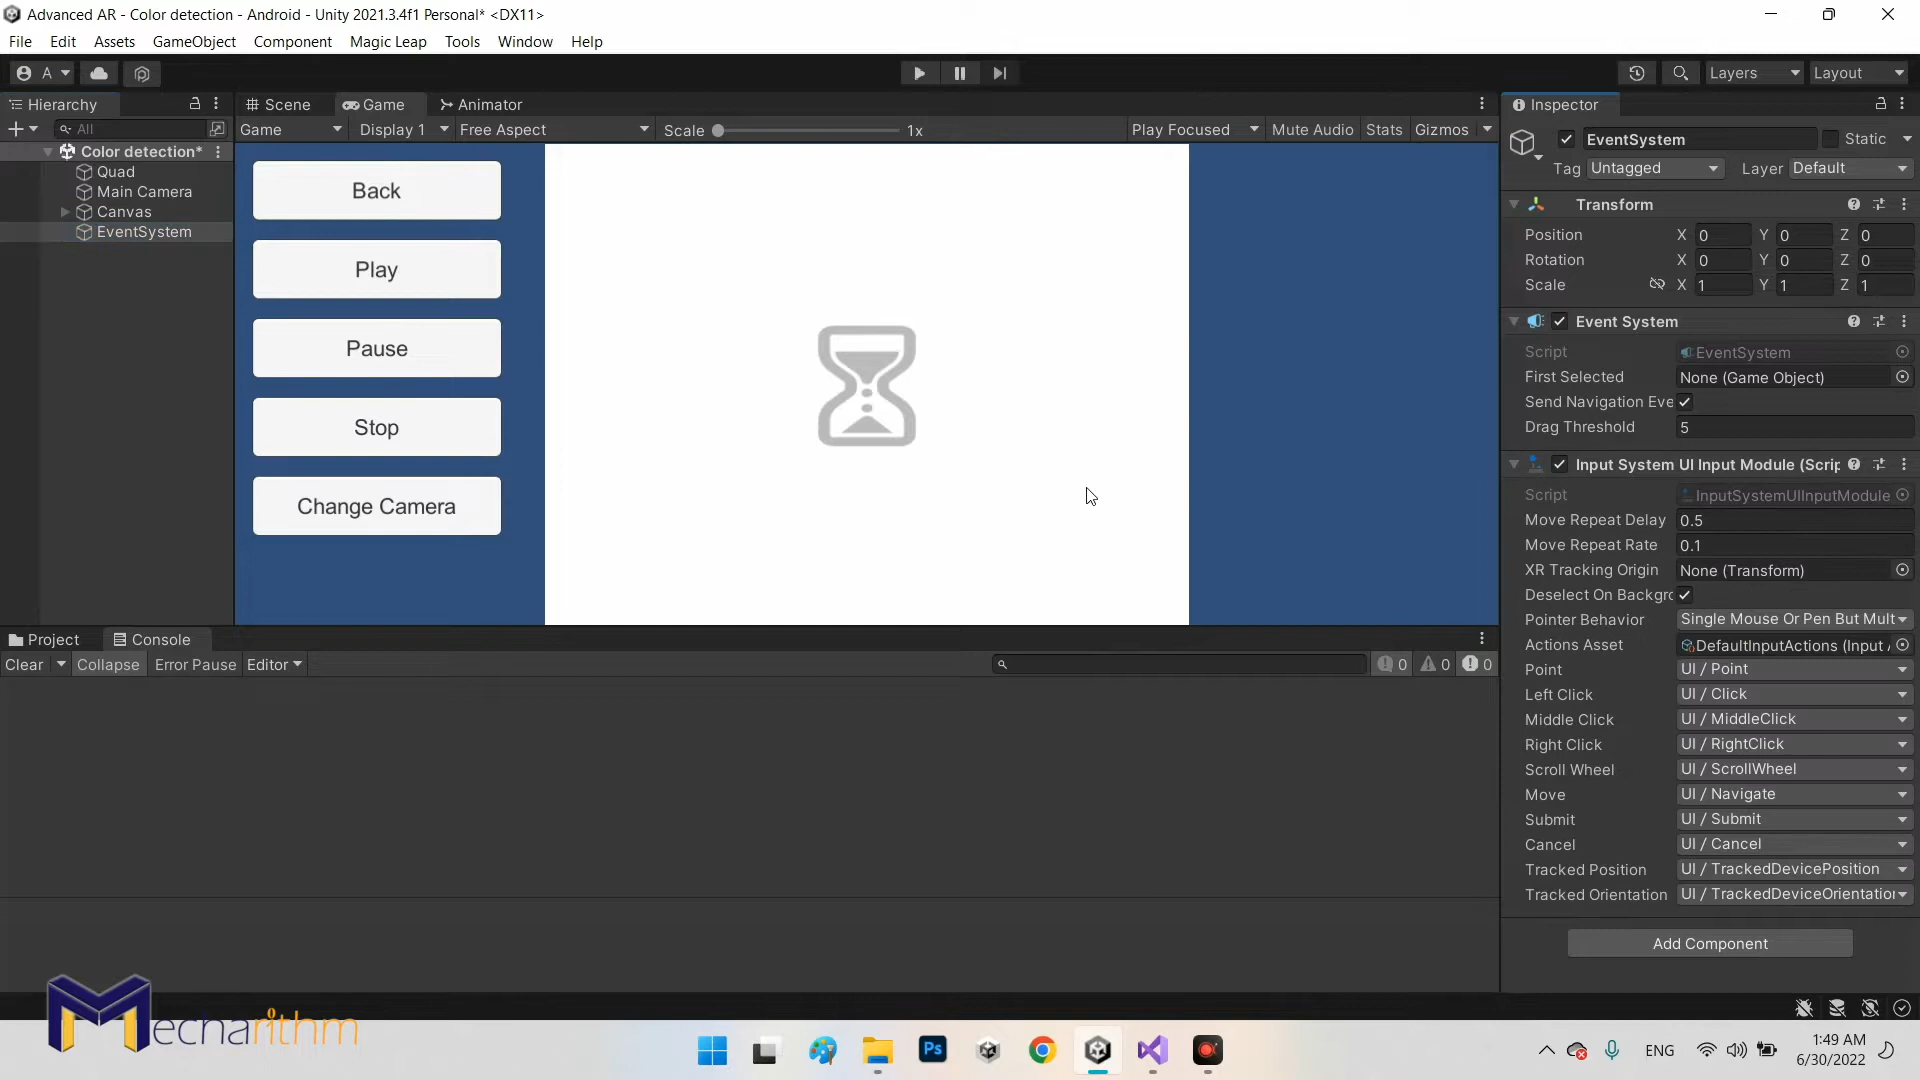 Advanced AR - Color detection - Android - Unity 2021.3.4f1 Personal* <DX11>
File Edit Assets GameObject Component Magic Leap Tools Window Help
A Layers Layout
Hierarchy
All
Color detection*
Quad
Main Camera
Canvas
EventSystem
Scene Game Animator
Game Display 1 Free Aspect Scale 1x Play Focused Mute Audio Stats Gizmos
Back
Play
Pause
Stop
Change Camera
Project Console
Clear Collapse Error Pause Editor 0 0 0
Inspector
EventSystem Static
Tag Untagged Layer Default
Transform
Position X 0 Y 0 Z 0
Rotation X 0 Y 0 Z 0
Scale X 1 Y 1 Z 1
Event System
Script EventSystem
First Selected None (Game Object)
Send Navigation Eve
Drag Threshold 5
Input System UI Input Module (Scrip
Script InputSystemUIInputModule
Move Repeat Delay 0.5
Move Repeat Rate 0.1
XR Tracking Origin None (Transform)
Deselect On Backgro
Pointer Behavior Single Mouse Or Pen But Mult
Actions Asset DefaultInputActions (Input
Point UI / Point
Left Click UI / Click
Middle Click UI / MiddleClick
Right Click UI / RightClick
Scroll Wheel UI / ScrollWheel
Move UI / Navigate
Submit UI / Submit
Cancel UI / Cancel
Tracked Position UI / TrackedDevicePosition
Tracked Orientation UI / TrackedDeviceOrientation
Add Component
Mecharithm
Ps
ENG
1:49 AM
6/30/2022